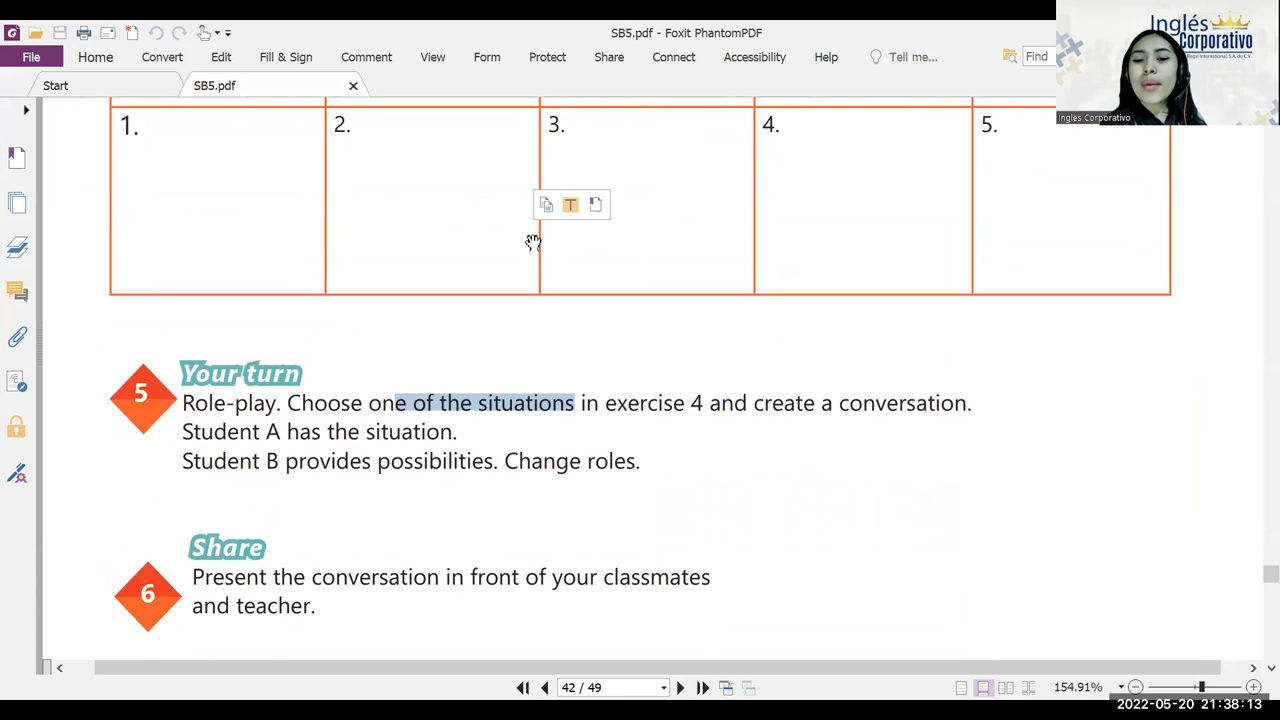 SB5.pdf - Foxit PhantomPDF
File Home Convert Edit Fill & Sign Comment View Form Protect Share Connect Accessibility Help Tell me... Find
Start SB5.pdf
Inglés
Corporativo
Ingles Corporativo
1. 2. 3. 4. 5.
T
5
Your turn
Role-play. Choose one of the situations in exercise 4 and create a conversation.
Student A has the situation.
Student B provides possibilities. Change roles.
Share
6
Present the conversation in front of your classmates
and teacher.
42 / 49 154.91%
2022-05-20 21:38:13